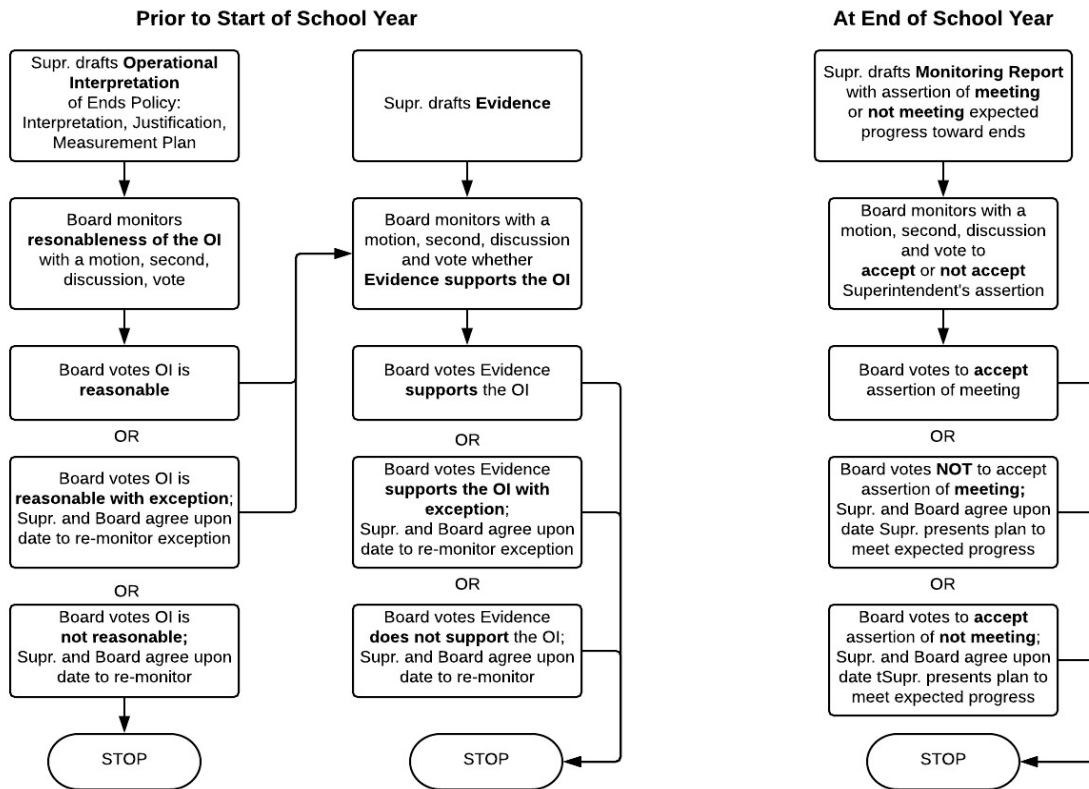 Prior to Start of School Year
Supr. drafts Operational
Interpretation
of Ends Policy:
Interpretation, Justification,
Measurement Plan
Board monitors
resonableness of the OI
with a motion, second,
discussion, vote
Board votes OI is
reasonable
OR
Board votes OI is
reasonable with exception;
Supr. and Board agree upon
date to re-monitor exception
OR
Board votes OI is
not reasonable;
Supr. and Board agree upon
date to re-monitor
STOP
Supr. drafts Evidence
Board monitors with a
motion, second, discussion
and vote whether
Evidence supports the OI
Board votes Evidence
supports the OI
OR
Board votes Evidence
supports the OI with
exception;
Supr. and Board agree upon
date to re-monitor exception
OR
Board votes Evidence
does not support the OI;
Supr. and Board agree upon
date to re-monitor
STOP
At End of School Year
Supr. drafts Monitoring Report
with assertion of meeting
or not meeting expected
progress toward ends
Board monitors with a
motion, second, discussion
and vote to
accept or not accept
Superintendent's assertion
Board votes to accept
assertion of meeting
OR
Board votes NOT to accept
assertion of meeting;
Supr. and Board agree upon
date Supr. presents plan to
meet expected progress
OR
Board votes to accept
assertion of not meeting;
Supr. and Board agree upon
date tSupr. presents plan to
meet expected progress
STOP